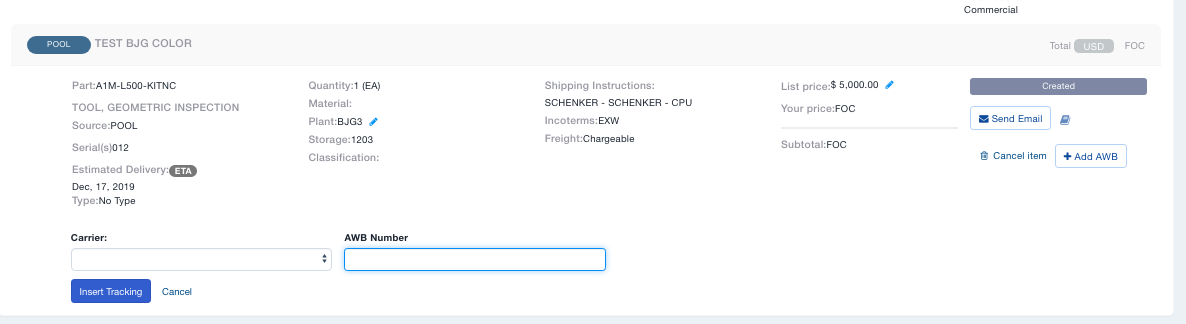 Commercial
POOL TEST BJG COLOR
Total USD FOC
Part:A1M-L500-KITNC
TOOL, GEOMETRIC INSPECTION
Source:POOL
Serial(s)012
Estimated Delivery: ETA
Dec, 17, 2019
Type:No Type
Quantity:1 (EA)
Material:
Plant:BJG3
Storage:1203
Classification:
Shipping Instructions:
SCHENKER - SCHENKER - CPU
Incoterms:EXW
Freight:Chargeable
List price:$ 5,000.00
Your price:FOC
Subtotal:FOC
Created
Send Email
Cancel item
+ Add AWB
Carrier:
AWB Number
Insert Tracking
Cancel